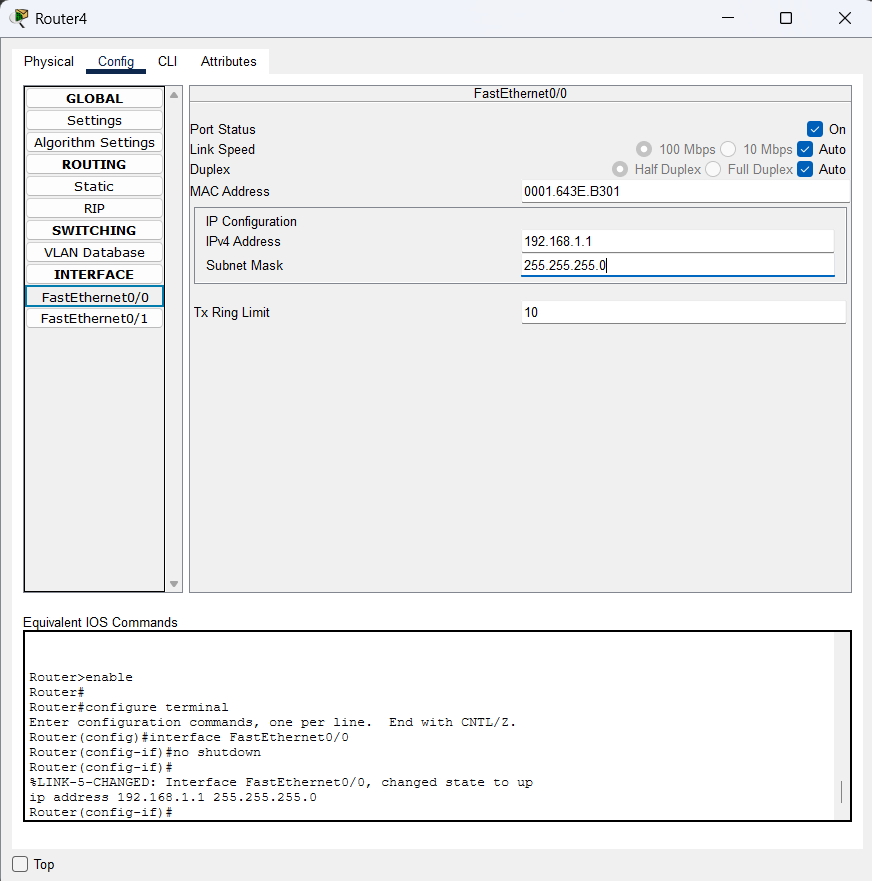 Router4
Physical Config CLI Attributes
GLOBAL
Settings
Algorithm Settings
ROUTING
Static
RIP
SWITCHING
VLAN Database
INTERFACE
FastEthernet0/0
FastEthernet0/1
FastEthernet0/0
Port Status On
Link Speed 100 Mbps 10 Mbps Auto
Duplex Half Duplex Full Duplex Auto
MAC Address 0001.643E.B301
IP Configuration
IPv4 Address 192.168.1.1
Subnet Mask 255.255.255.0
Tx Ring Limit 10
Equivalent IOS Commands
Router>enable
Router#
Router#configure terminal
Enter configuration commands, one per line.  End with CNTL/Z.
Router(config)#interface FastEthernet0/0
Router(config-if)#no shutdown
Router(config-if)#
%LINK-5-CHANGED: Interface FastEthernet0/0, changed state to up
ip address 192.168.1.1 255.255.255.0
Router(config-if)#
Top